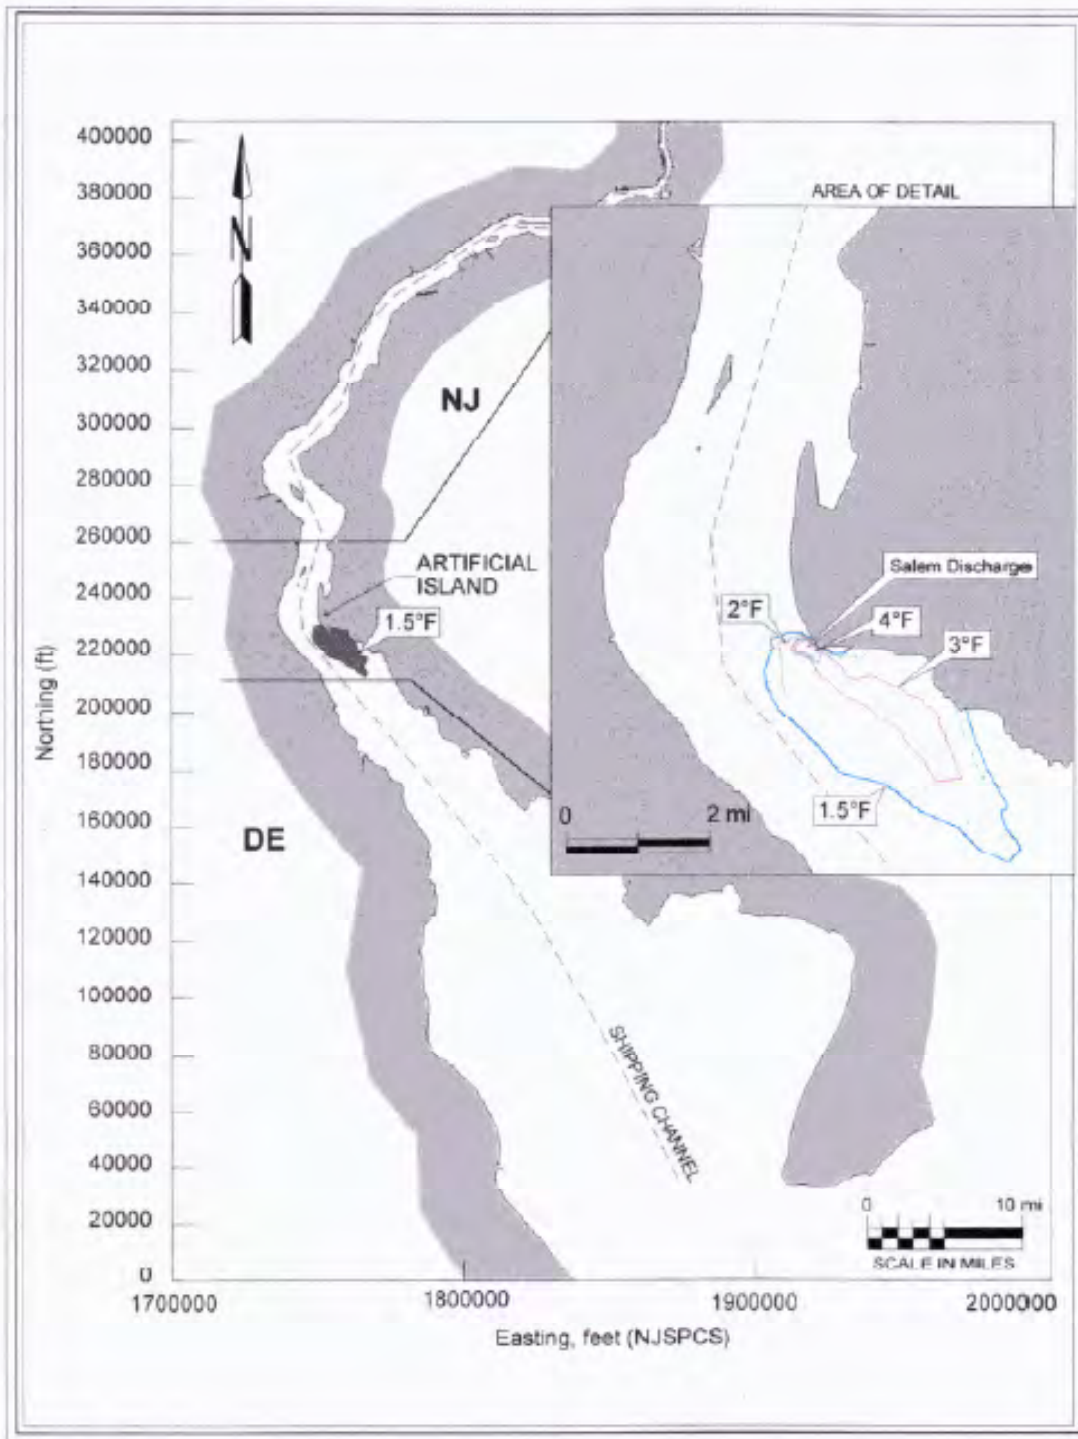 400000
380000
360000
340000
320000
300000
280000
260000
240000
220000
200000
180000
160000
140000
120000
100000
80000
60000
40000
20000
0
Northing (ft)
1700000
1800000
1900000
2000000
Easting, feet (NJSPCS)
N
NJ
DE
ARTIFICIAL
ISLAND
1.5°F
SHIPPING CHANNEL
AREA OF DETAIL
Salem Discharge
2°F
4°F
3°F
1.5°F
0
2 mi
0
10 mi
SCALE IN MILES